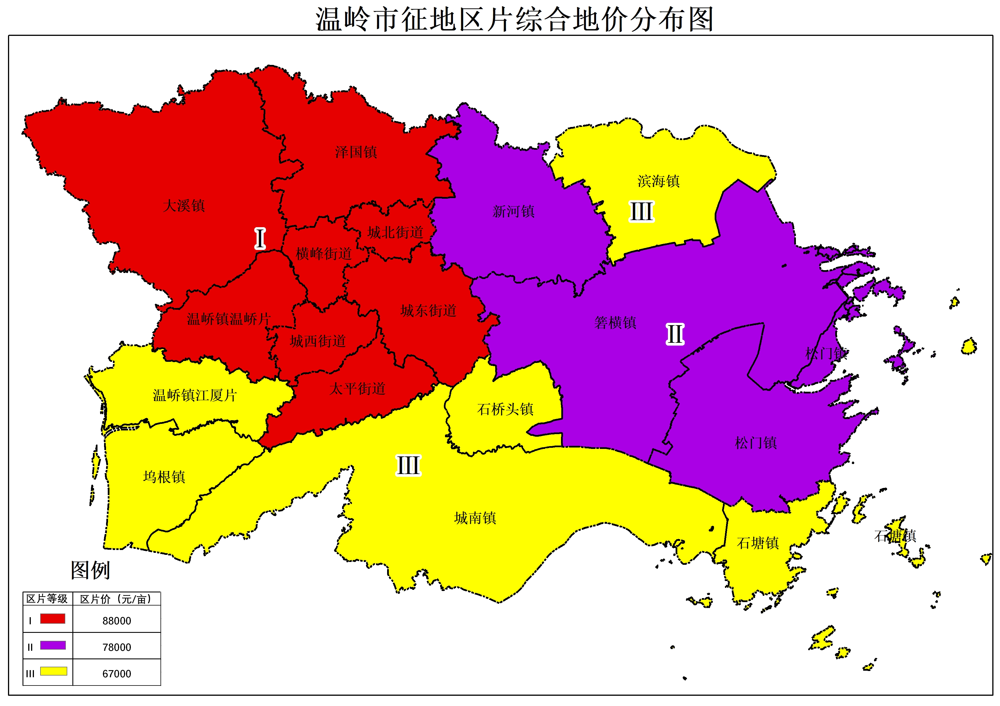 温岭市征地区片综合地价分布图
泽国镇
滨海镇
大溪镇
新河镇
III
城北街道
I
横峰街道
城东街道
温峤镇温峤片
箬横镇
II
城西街道
松门镇
太平街道
温峤镇江厦片
石桥头镇
松门镇
III
坞根镇
城南镇
石塘镇
石塘镇
图例
区片等级 区片价（元/亩）
I 88000
II 78000
III 67000